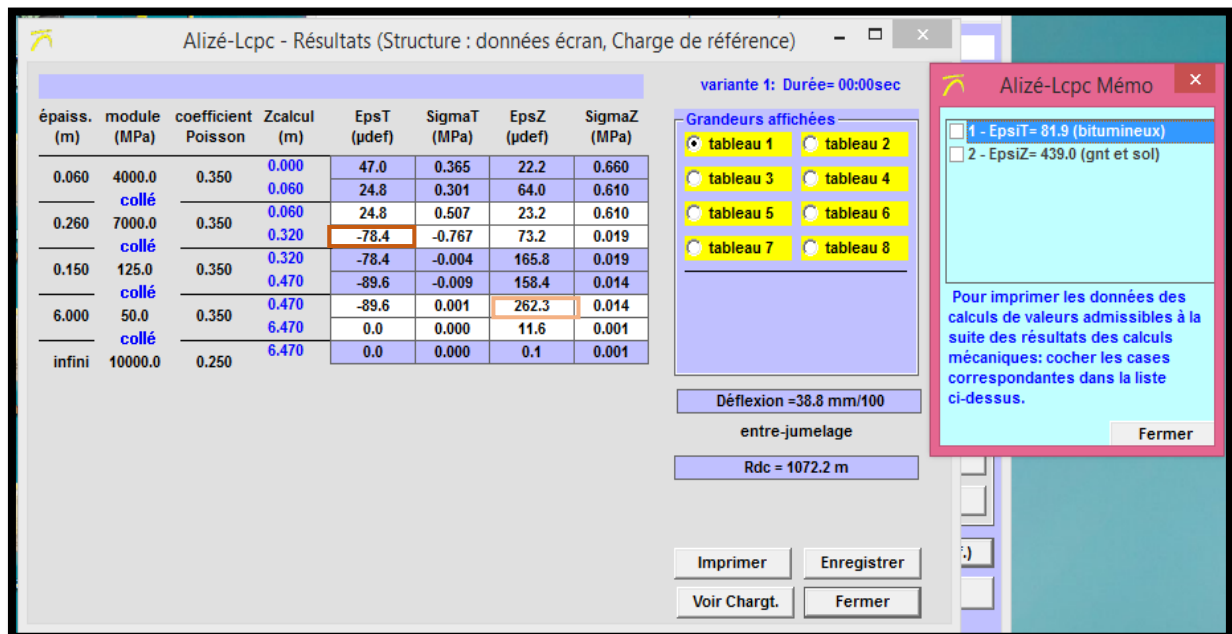 Alizé-Lcpc - Résultats (Structure : données écran, Charge de référence)
variante 1: Durée= 00:00sec
épaiss. module coefficient Zcalcul EpsT SigmaT EpsZ SigmaZ
(m) (MPa) Poisson (m) (µdef) (MPa) (µdef) (MPa)
0.000 47.0 0.365 22.2 0.660
0.060 4000.0 0.350
0.060 24.8 0.301 64.0 0.610
collé
0.060 24.8 0.507 23.2 0.610
0.260 7000.0 0.350
0.320 -78.4 -0.767 73.2 0.019
collé
0.320 -78.4 -0.004 165.8 0.019
0.150 125.0 0.350
0.470 -89.6 -0.009 158.4 0.014
collé
0.470 -89.6 0.001 262.3 0.014
6.000 50.0 0.350
6.470 0.0 0.000 11.6 0.001
collé
6.470 0.0 0.000 0.1 0.001
infini 10000.0 0.250
Grandeurs affichées
tableau 1 tableau 2
tableau 3 tableau 4
tableau 5 tableau 6
tableau 7 tableau 8
Déflexion =38.8 mm/100
entre-jumelage
Rdc = 1072.2 m
Imprimer Enregistrer
Voir Chargt. Fermer
.)
Alizé-Lcpc Mémo
1 - EpsiT= 81.9 (bitumineux)
2 - EpsiZ= 439.0 (gnt et sol)
Pour imprimer les données des
calculs de valeurs admissibles à la
suite des résultats des calculs
mécaniques: cocher les cases
correspondantes dans la liste
ci-dessus.
Fermer